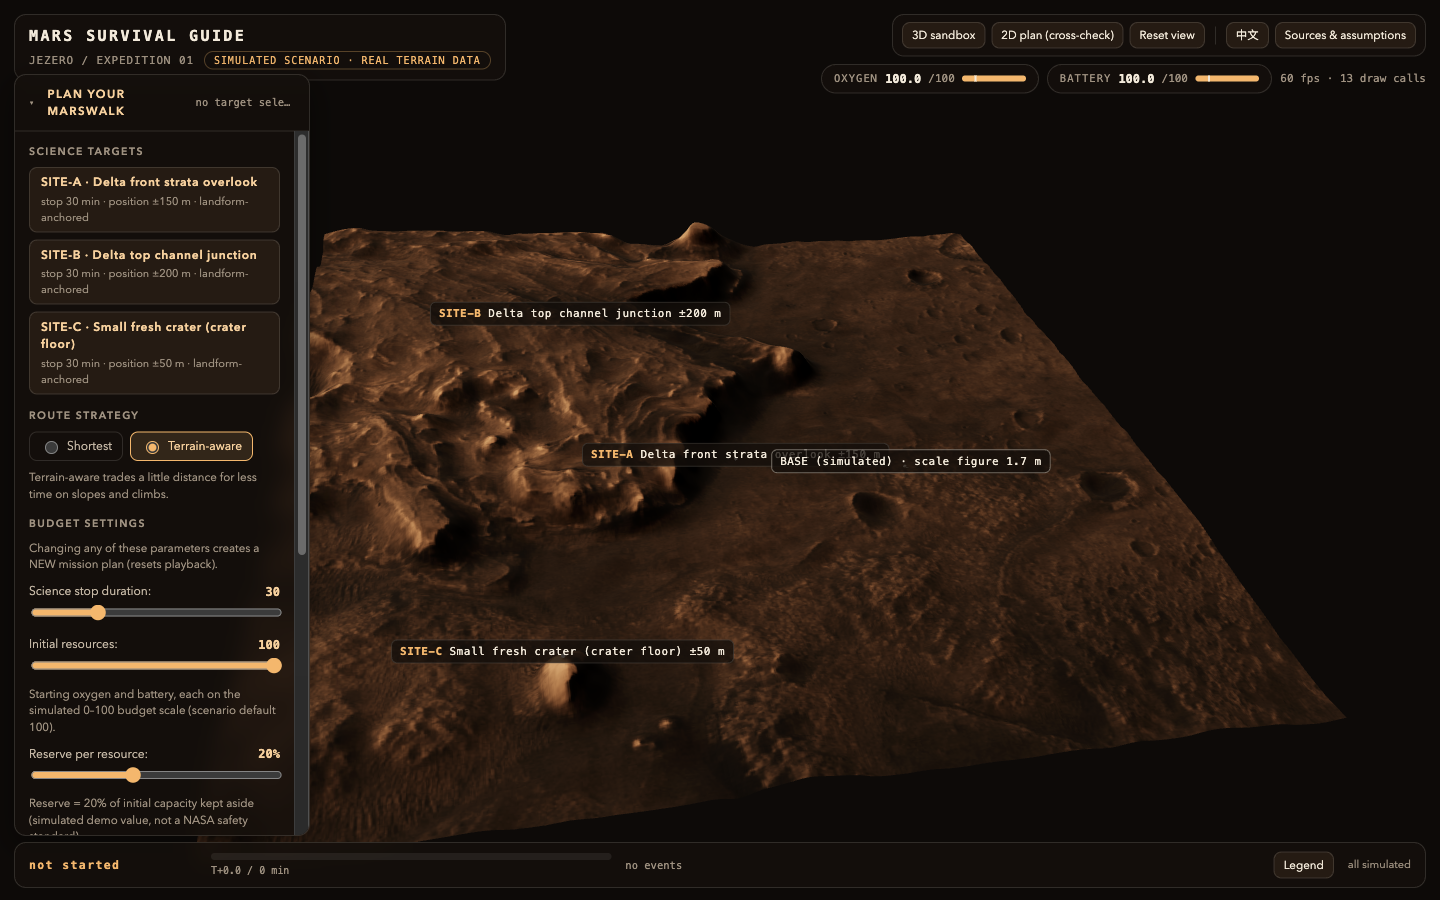 MARS SURVIVAL GUIDE
JEZERO / EXPEDITION 01 SIMULATED SCENARIO · REAL TERRAIN DATA
3D sandbox 2D plan (cross-check) Reset view 中文 Sources & assumptions
OXYGEN 100.0 /100 BATTERY 100.0 /100 60 fps · 13 draw calls
PLAN YOUR
MARSWALK
no target sele…
SCIENCE TARGETS
SITE-A · Delta front strata overlook
stop 30 min · position ±150 m · landform-
anchored
SITE-B · Delta top channel junction
stop 30 min · position ±200 m · landform-
anchored
SITE-C · Small fresh crater (crater
floor)
stop 30 min · position ±50 m · landform-
anchored
ROUTE STRATEGY
Shortest Terrain-aware
Terrain-aware trades a little distance for less
time on slopes and climbs.
BUDGET SETTINGS
Changing any of these parameters creates a
NEW mission plan (resets playback).
Science stop duration: 30
Initial resources: 100
Starting oxygen and battery, each on the
simulated 0–100 budget scale (scenario default
100).
Reserve per resource: 20%
Reserve = 20% of initial capacity kept aside
(simulated demo value, not a NASA safety
standard).
SITE-B Delta top channel junction ±200 m
SITE-A Delta front strata overlook ±150 m
BASE (simulated) · scale figure 1.7 m
SITE-C Small fresh crater (crater floor) ±50 m
not started
T+0.0 / 0 min
no events
Legend all simulated